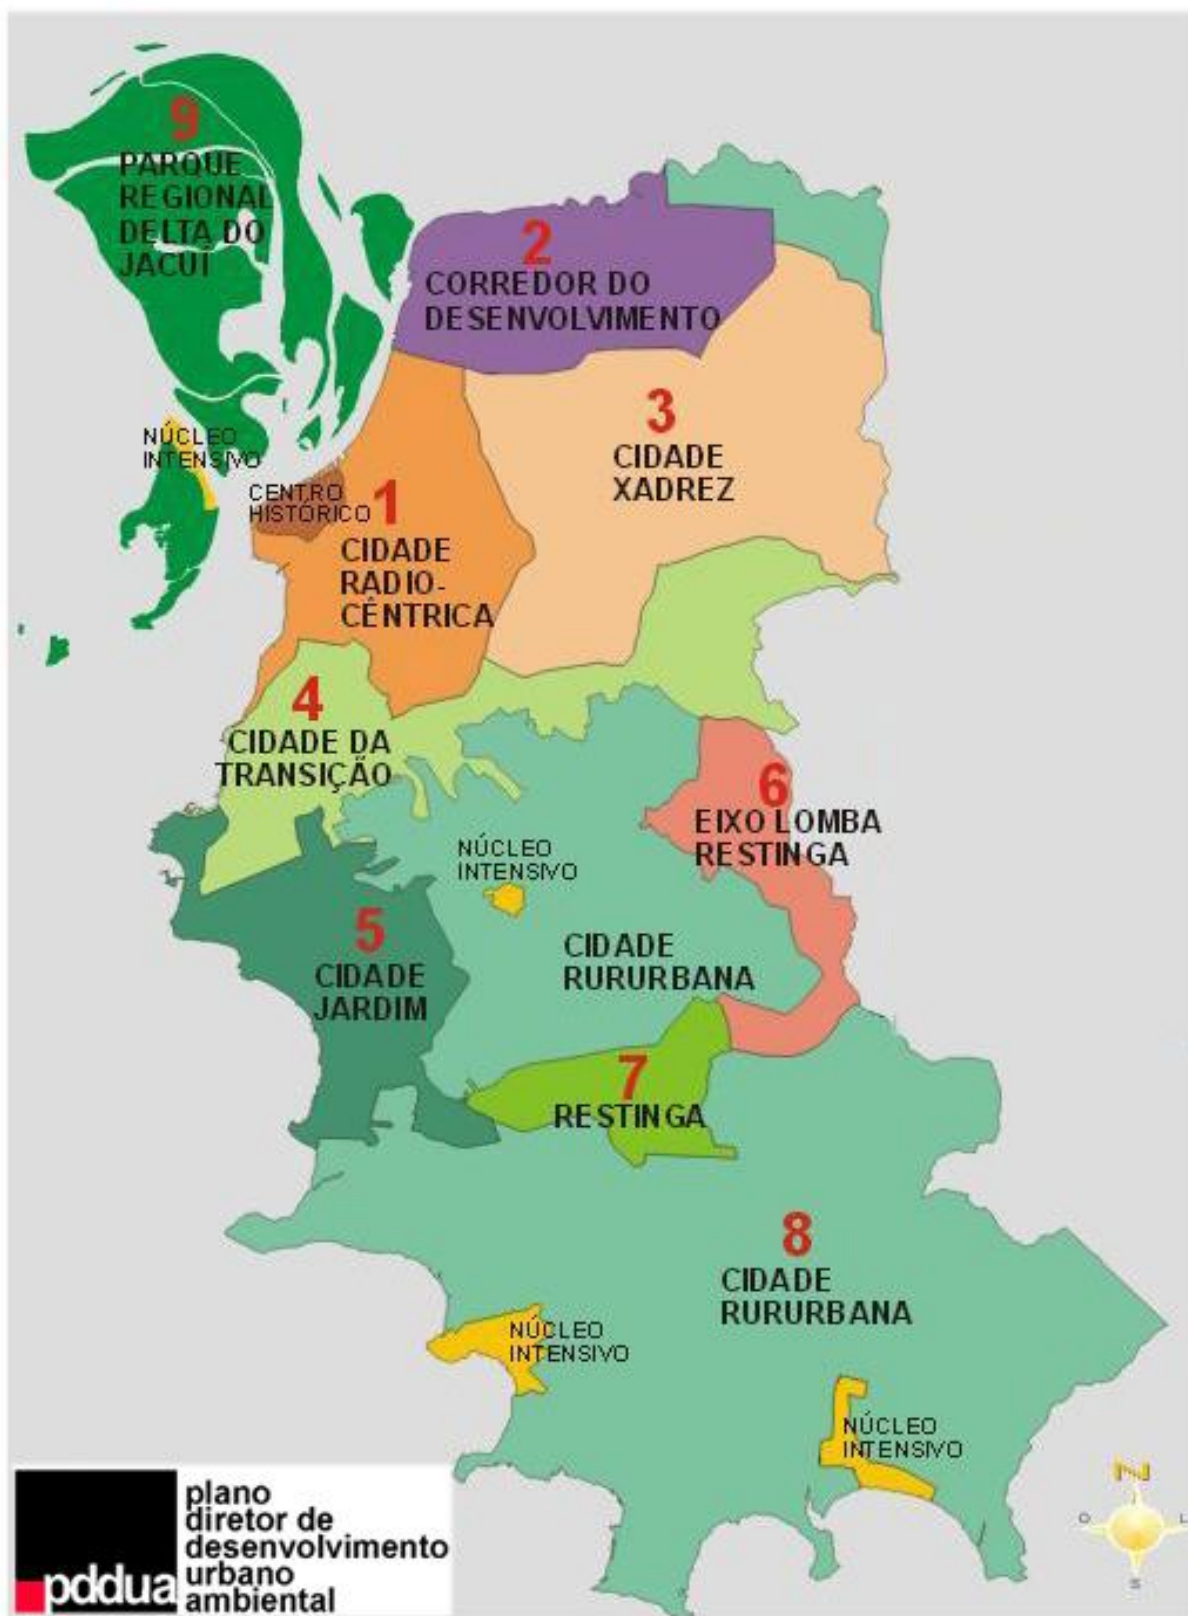 9
PARQUE
REGIONAL
DELTA DO
JACUÍ
2
CORREDOR DO
DESENVOLVIMENTO
3
CIDADE
XADREZ
NÚCLEO
INTENSIVO
CENTRO
HISTÓRICO
1
CIDADE
RADIO-
CÊNTRICA
4
CIDADE DA
TRANSIÇÃO
6
EIXO LOMBA
RESTINGA
NÚCLEO
INTENSIVO
5
CIDADE
JARDIM
CIDADE
RURURBANA
7
RESTINGA
8
CIDADE
RURURBANA
NÚCLEO
INTENSIVO
NÚCLEO
INTENSIVO
N
O
L
S
pddua
plano
diretor de
desenvolvimento
urbano
ambiental